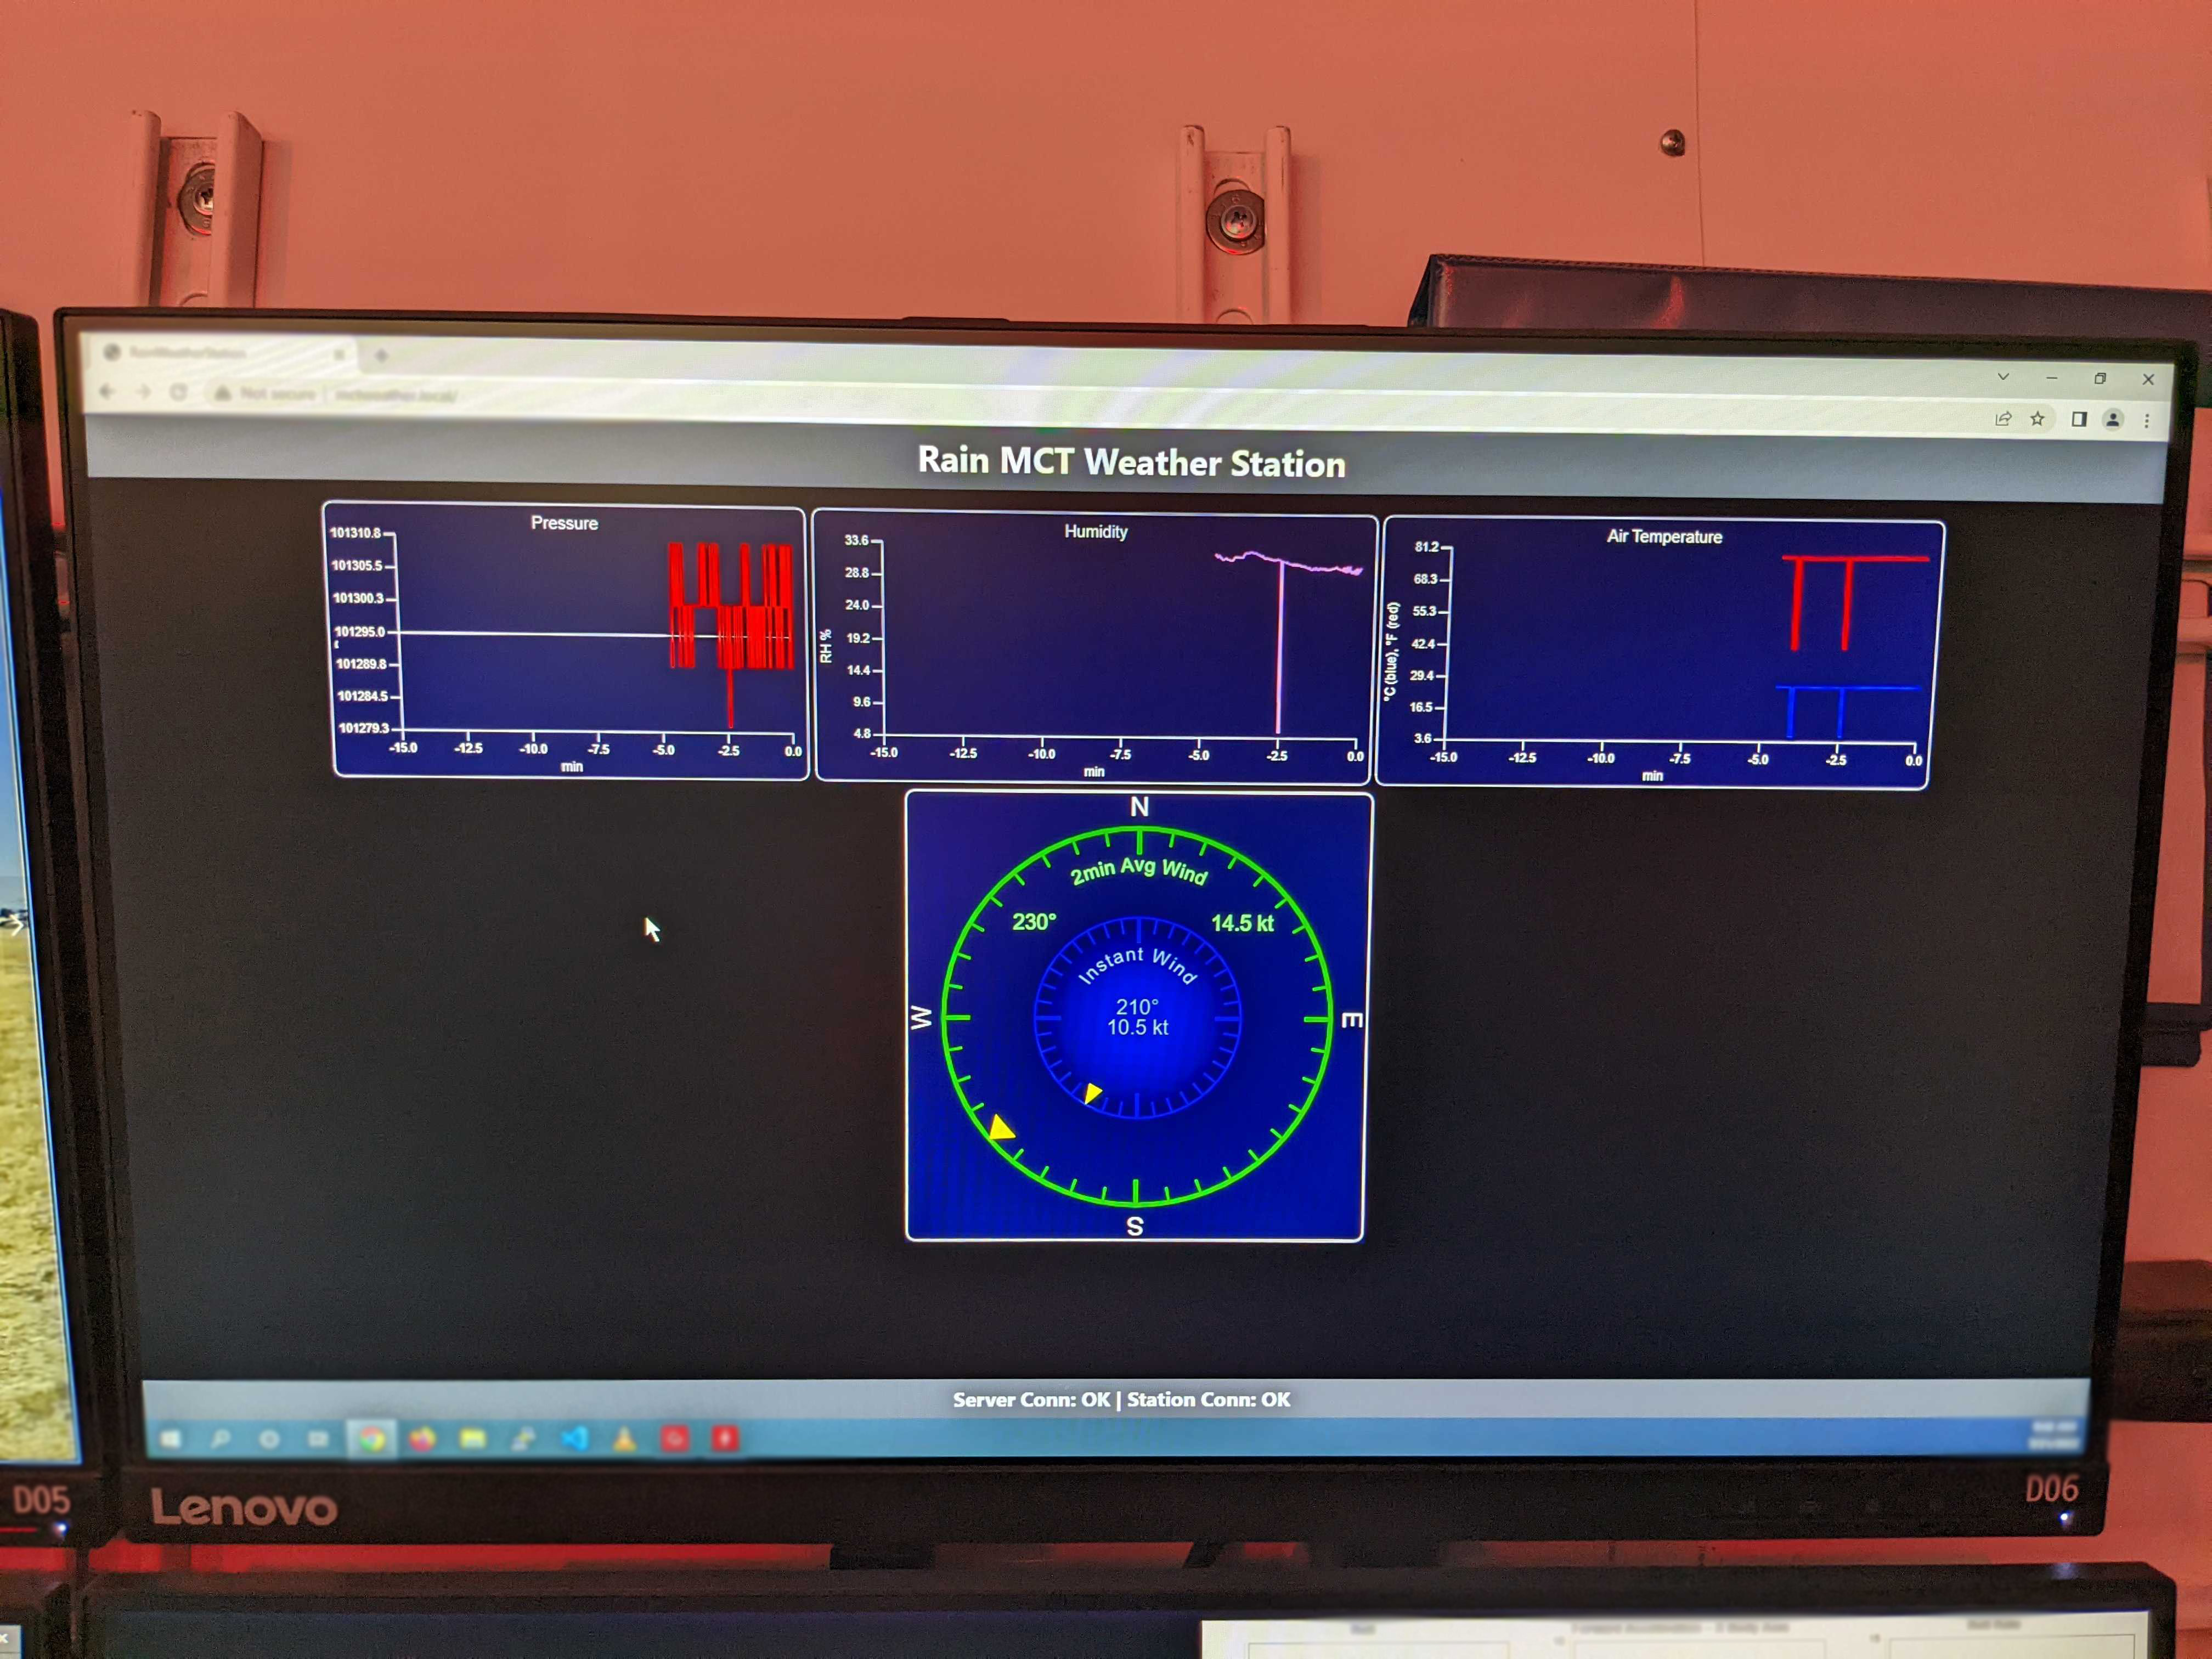 Not secure
Rain MCT Weather Station
Pressure
101310.8
101305.5
101300.3
101295.0
101289.8
101284.5
101279.3
-15.0 -12.5 -10.0 -7.5 -5.0 -2.5 0.0
min
Humidity
RH %
33.6
28.8
24.0
19.2
14.4
9.6
4.8
-15.0 -12.5 -10.0 -7.5 -5.0 -2.5 0.0
min
Air Temperature
°C (blue), °F (red)
81.2
68.3
55.3
42.4
29.4
16.5
3.6
-15.0 -12.5 -10.0 -7.5 -5.0 -2.5 0.0
min
N
2min Avg Wind
230° 14.5 kt
Instant Wind
210°
10.5 kt
W E
S
Server Conn: OK | Station Conn: OK
D05 Lenovo D06